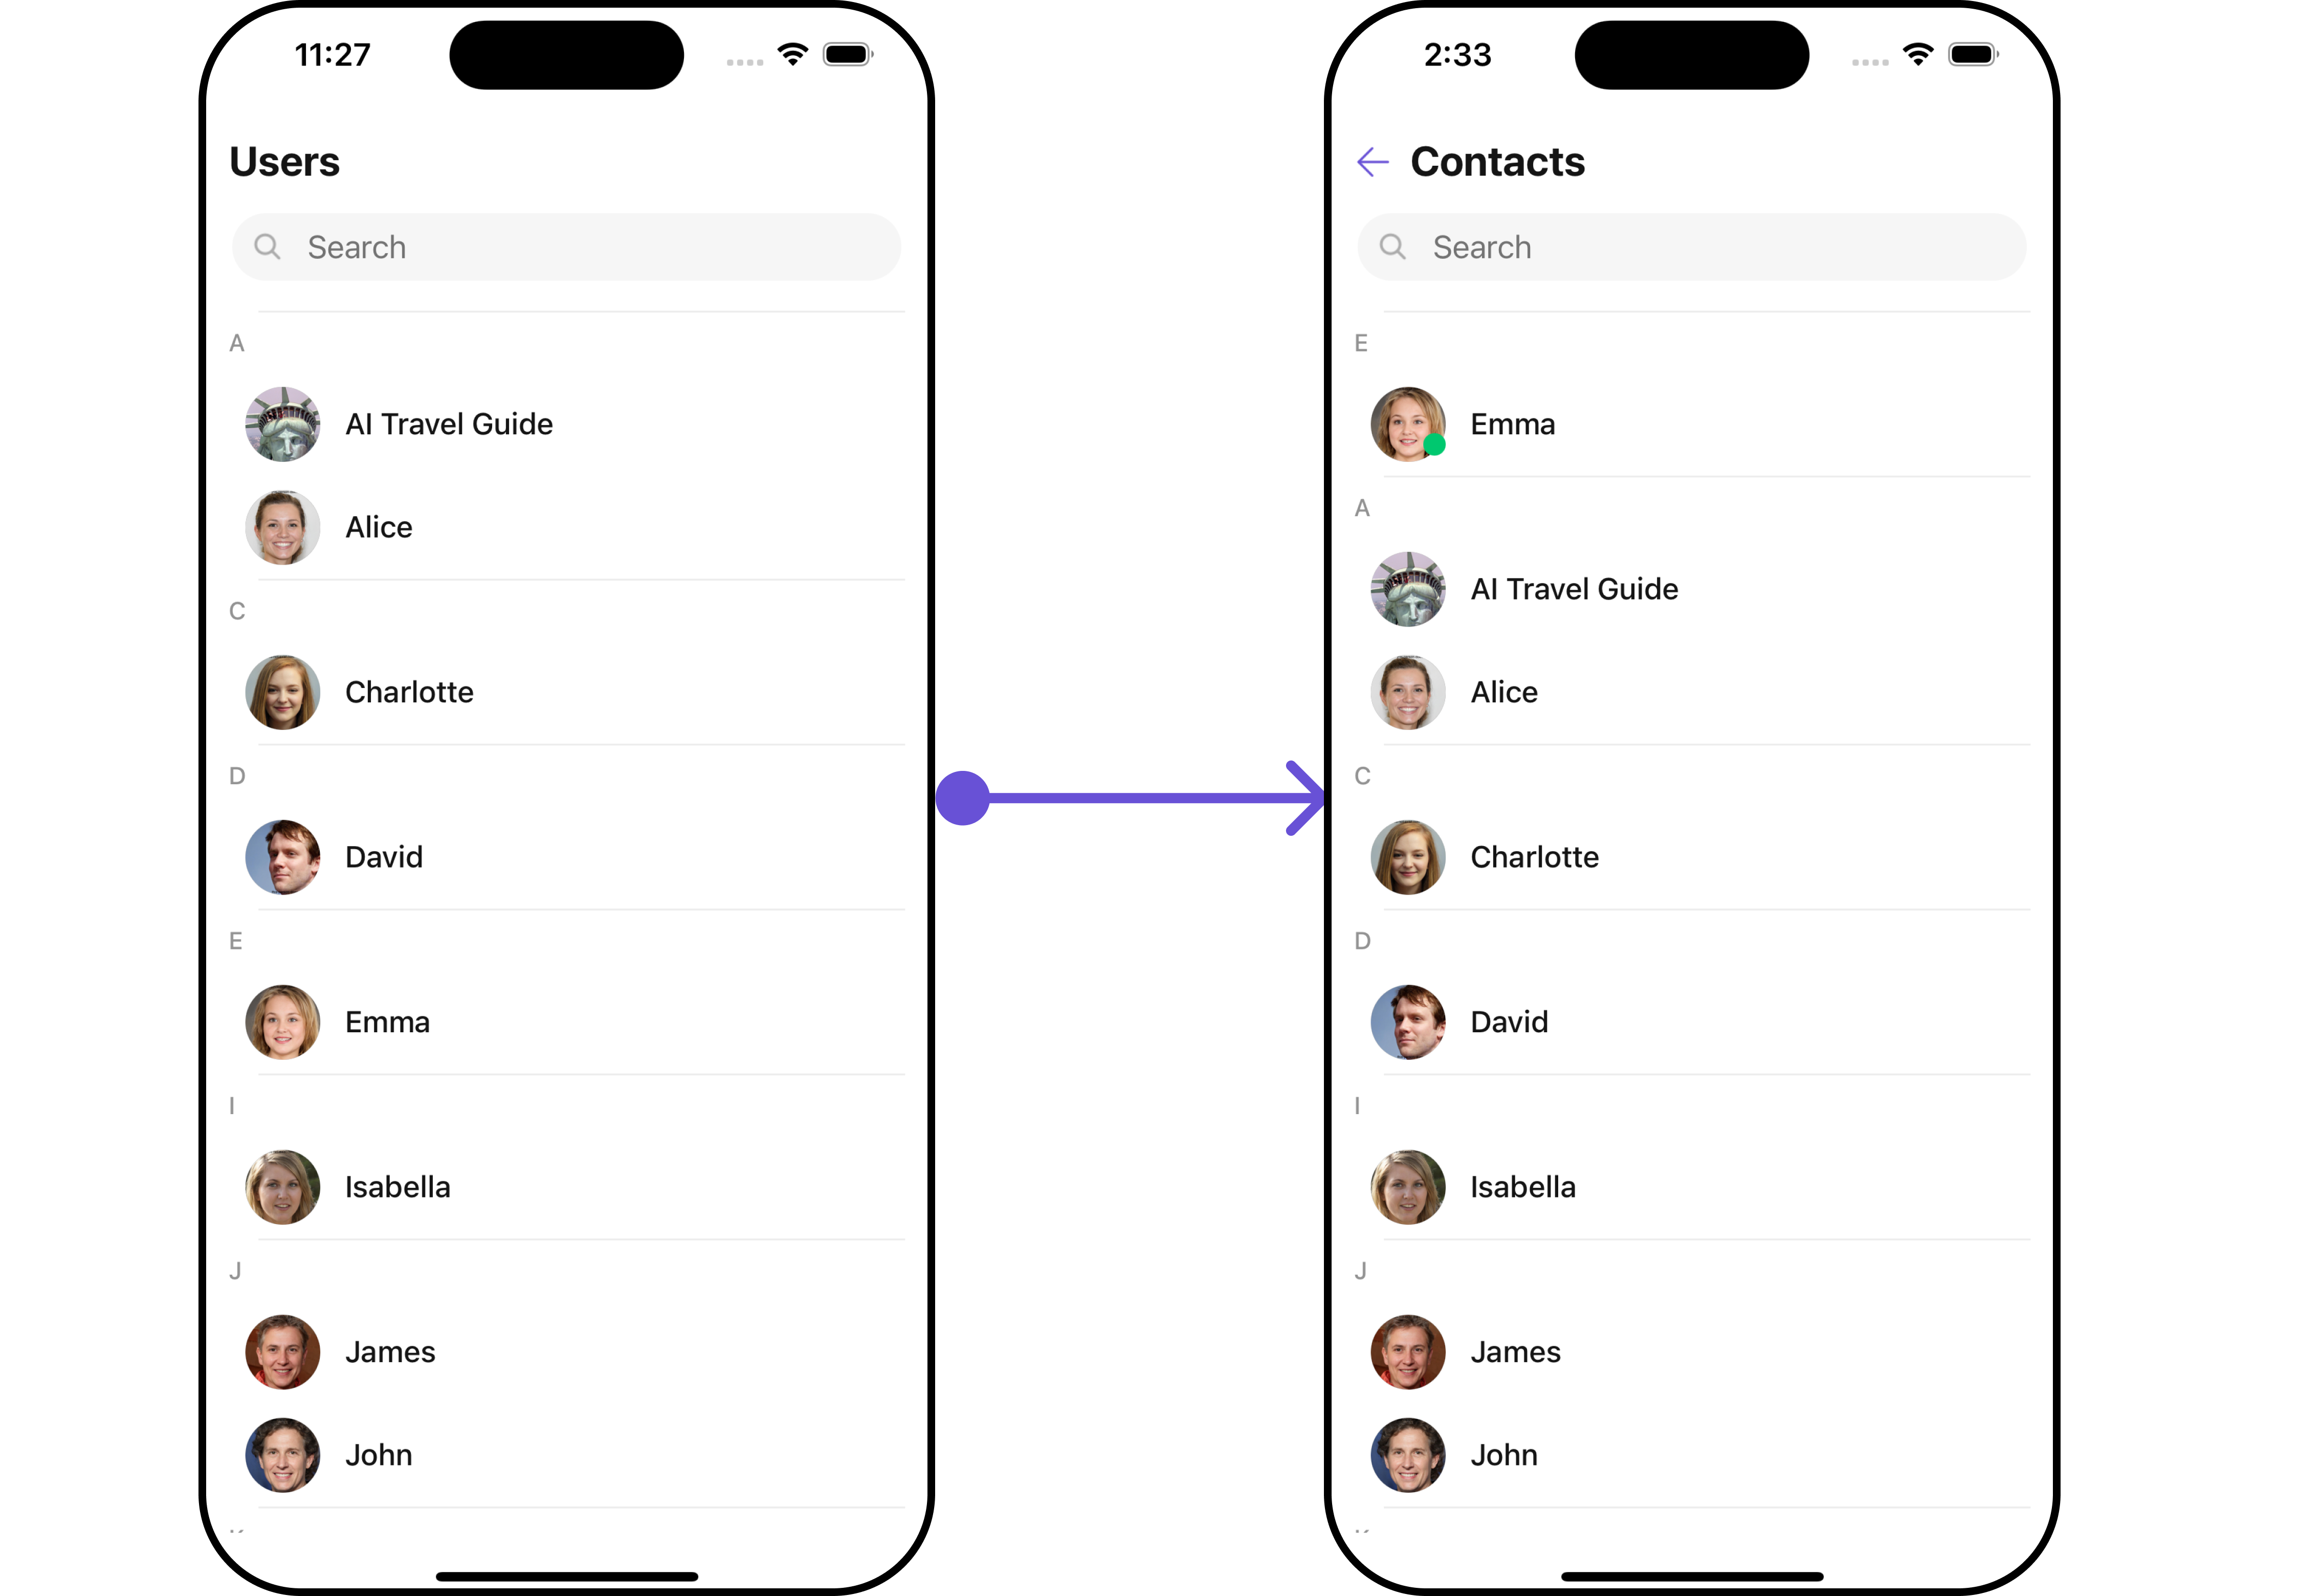 11:27
Users
Search
A
AI Travel Guide
Alice
C
Charlotte
D
David
E
Emma
I
Isabella
J
James
John
2:33
Contacts
Search
E
Emma
A
AI Travel Guide
Alice
C
Charlotte
D
David
I
Isabella
J
James
John